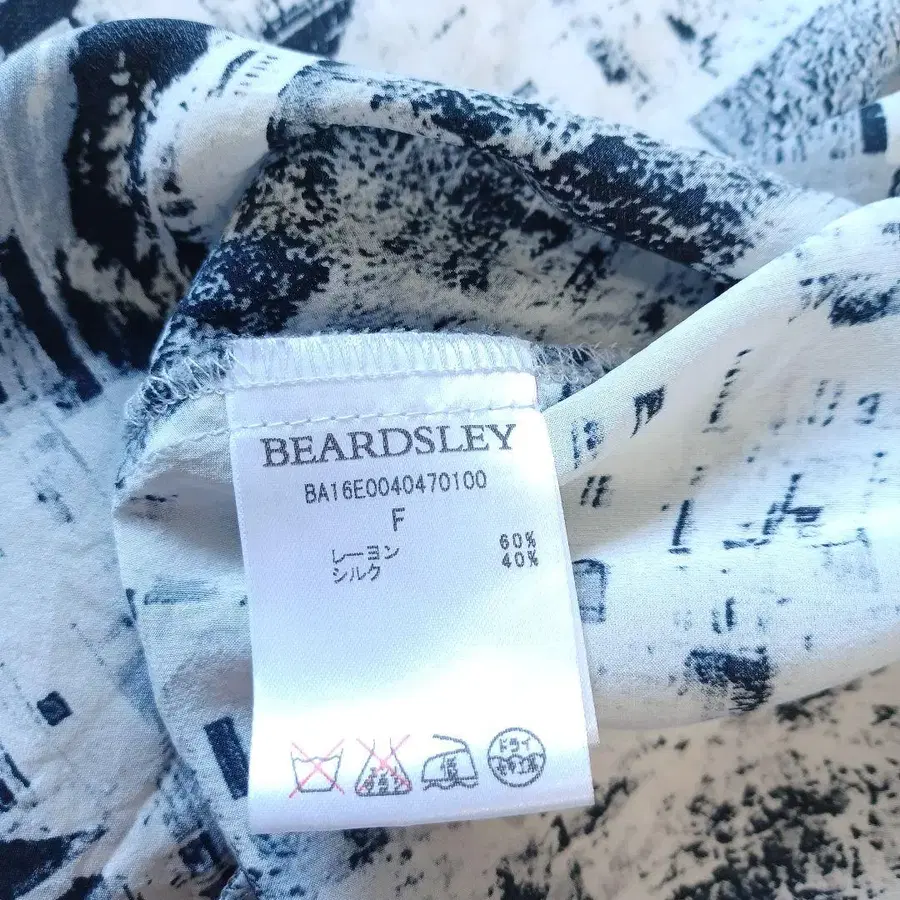 BEARDSLEY
BA16E0040470100
F
レーヨン 60%
シルク 40%
ドライ